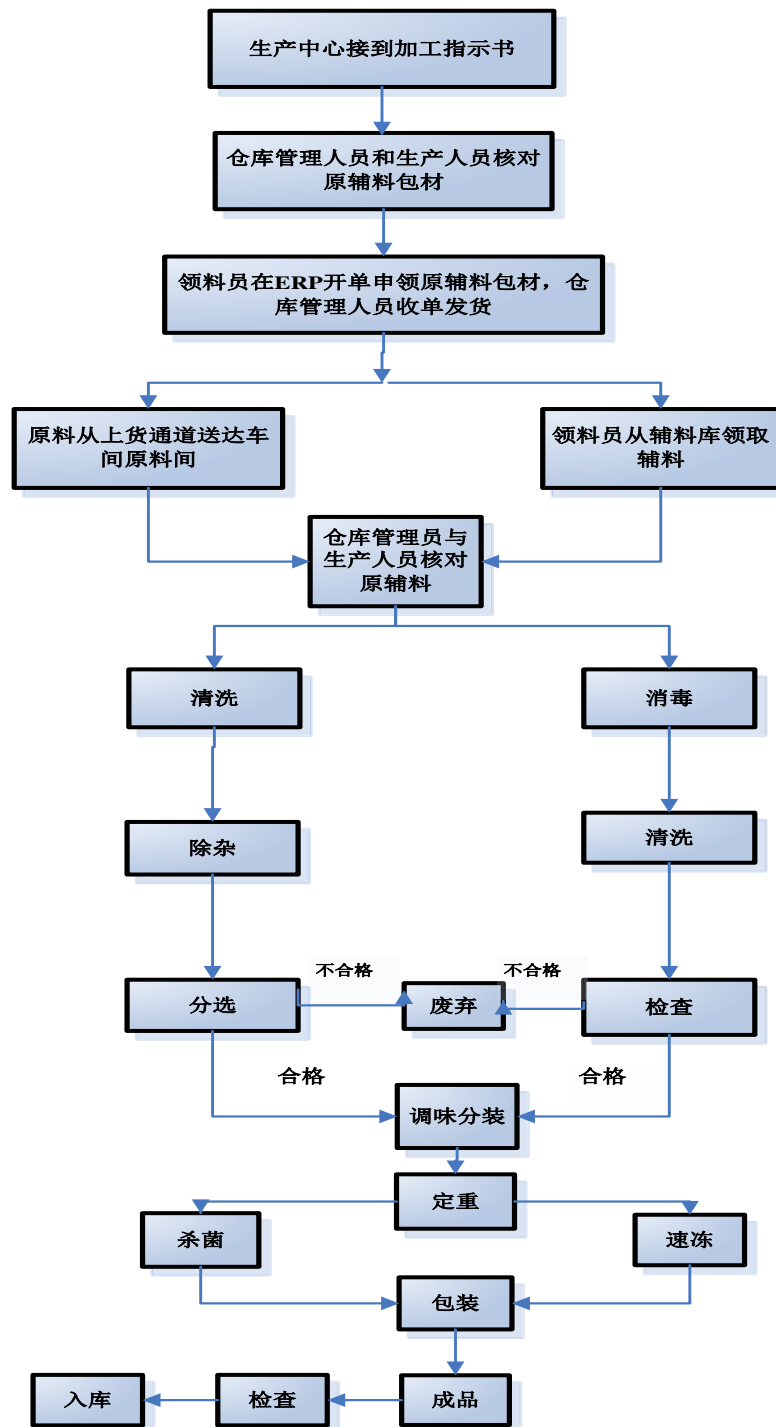 生产中心接到加工指示书
仓库管理人员和生产人员核对
原辅料包材
领料员在ERP开单申领原辅料包材，仓
库管理人员收单发货
原料从上货通道送达车
间原料间
领料员从辅料库领取
辅料
仓库管理员与
生产人员核对
原辅料
清洗
消毒
除杂
清洗
不合格
不合格
分选
废弃
检查
合格
合格
调味分装
定重
杀菌
速冻
包装
入库
检查
成品